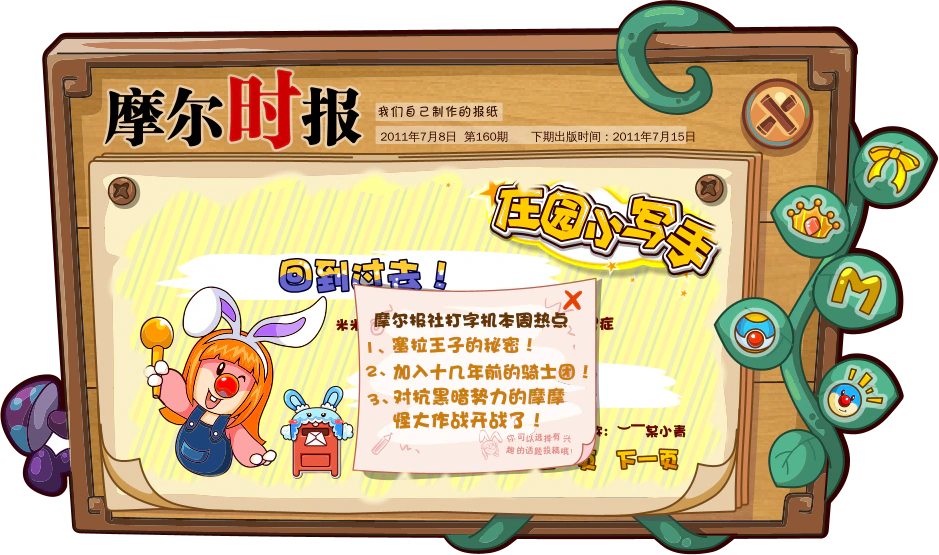 摩尔时报
我们自己制作的报纸
2011年7月8日 第160期 下期出版时间：2011年7月15日
庄园小写手
回到过去！
米米
症
摩尔报社打字机本周热点
1、塞拉王子的秘密！
2、加入十几年前的骑士团！
3、对抗黑暗势力的摩摩
怪大作战开战了！
你可以选择有兴
趣的话题投稿哦！
某小青
页 下一页
M